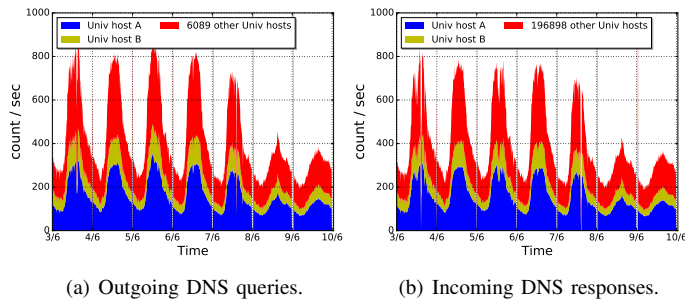 Univ host A
Univ host B
6089 other Univ hosts
1000
800
600
400
200
0
count / sec
3/6 4/6 5/6 6/6 7/6 8/6 9/6 10/6
Time
(a) Outgoing DNS queries.
Univ host A
Univ host B
196898 other Univ hosts
1000
800
600
400
200
0
count / sec
3/6 4/6 5/6 6/6 7/6 8/6 9/6 10/6
Time
(b) Incoming DNS responses.